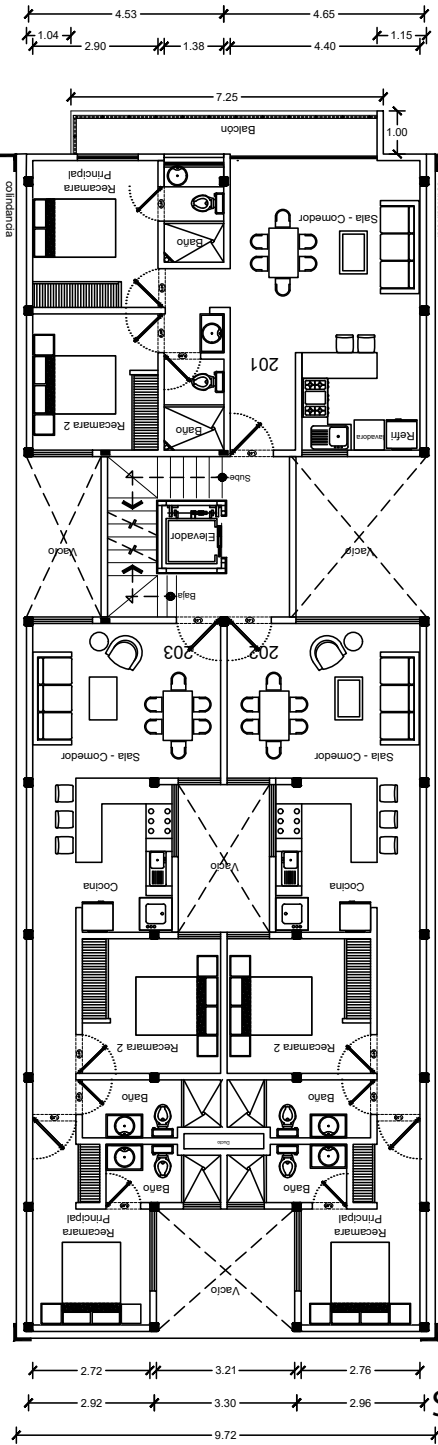 4.53 4.65
1.04 1.15
2.90 1.38 4.40
7.25
Balcón
1.00
colindancia
Recamara
Principal
Baño
Sala - Comedor
201
Recamara 2
Baño
lavadora
Refri
Sube
Vacío
Elevador
Vacío
Baja
203
202
Sala - Comedor
Sala - Comedor
Vacío
Cocina
Cocina
Recamara 2
Recamara 2
Baño
Baño
Ducto
Baño
Baño
Recamara
Principal
Recamara
Principal
Vacío
2.72 3.21 2.76
2.92 3.30 2.96
9.72